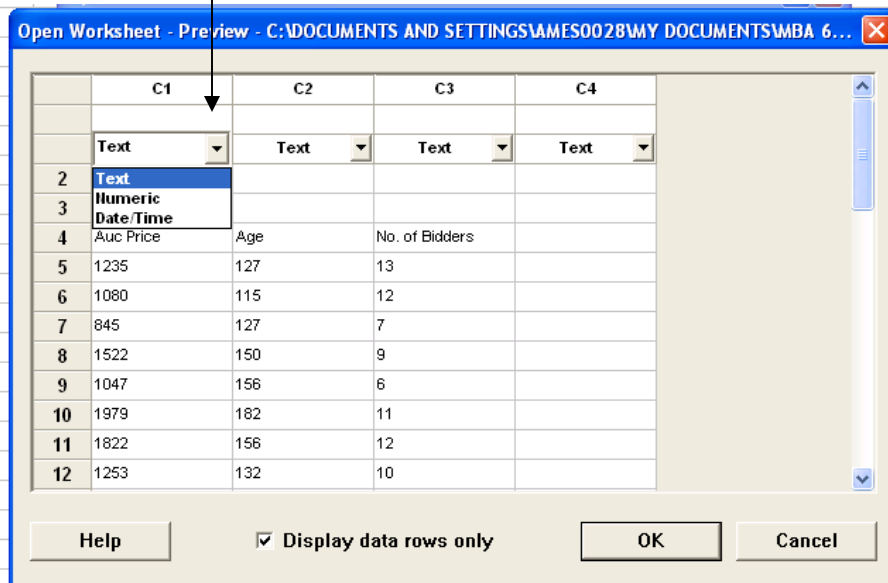 Open Worksheet - Preview - C:\DOCUMENTS AND SETTINGS\AMES0028\MY DOCUMENTS\MBA 6...
C1 C2 C3 C4
Text Text Text Text
2 Text
Numeric
3
Date/Time
4 Auc Price Age No. of Bidders
5 1235 127 13
6 1080 115 12
7 845 127 7
8 1522 150 9
9 1047 156 6
10 1979 182 11
11 1822 156 12
12 1253 132 10
Help Display data rows only OK Cancel